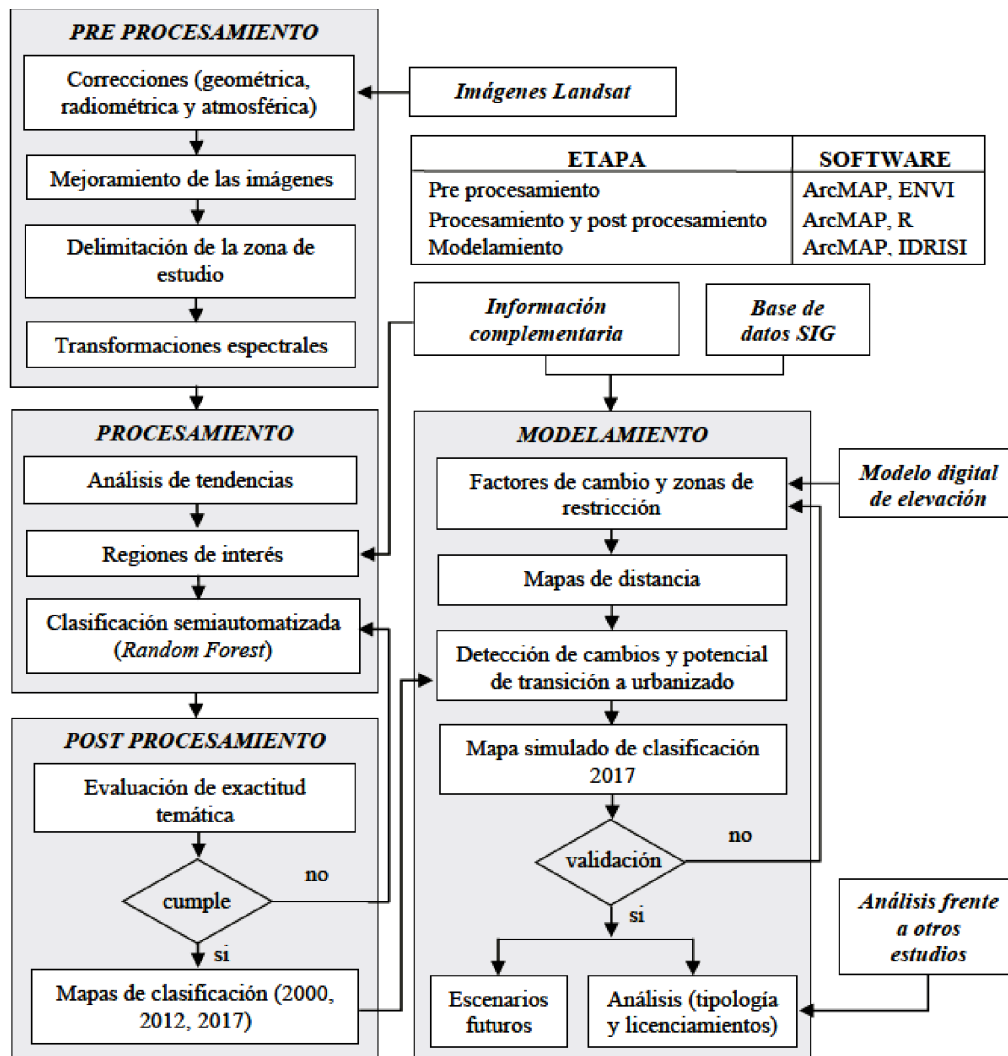 PRE PROCESAMIENTO
Correcciones (geométrica,
radiométrica y atmosférica)
Mejoramiento de las imágenes
Delimitación de la zona de
estudio
Transformaciones espectrales
Imágenes Landsat
ETAPA SOFTWARE
Pre procesamiento ArcMAP, ENVI
Procesamiento y post procesamiento ArcMAP, R
Modelamiento ArcMAP, IDRISI
Información
complementaria
Base de
datos SIG
PROCESAMIENTO
Análisis de tendencias
Regiones de interés
Clasificación semiautomatizada
(Random Forest)
POST PROCESAMIENTO
Evaluación de exactitud
temática
cumple
no
si
Mapas de clasificación (2000,
2012, 2017)
MODELAMIENTO
Factores de cambio y zonas de
restricción
Modelo digital
de elevación
Mapas de distancia
Detección de cambios y potencial
de transición a urbanizado
Mapa simulado de clasificación
2017
validación
no
si
Escenarios
futuros
Análisis (tipología
y licenciamientos)
Análisis frente
a otros
estudios